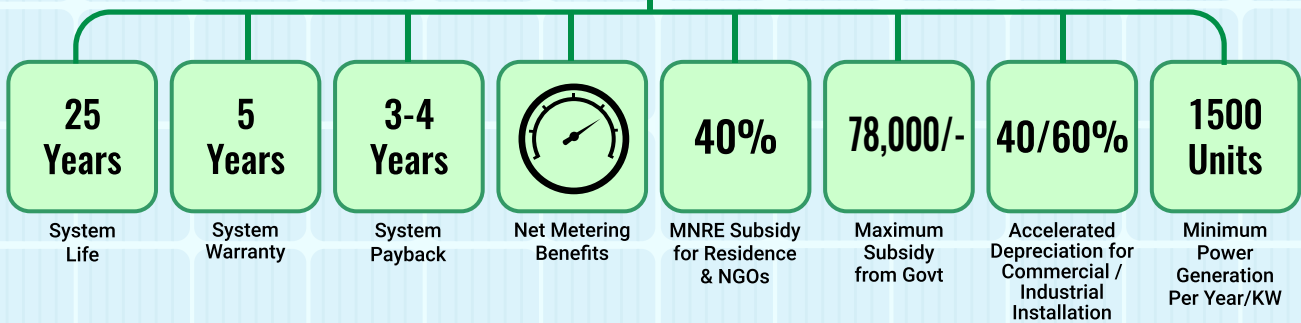 25
Years
System
Life
5
Years
System
Warranty
3-4
Years
System
Payback
Net Metering
Benefits
40%
MNRE Subsidy
for Residence
& NGOs
78,000/-
Maximum
Subsidy
from Govt
40/60%
Accelerated
Depreciation for
Commercial /
Industrial
Installation
1500
Units
Minimum
Power
Generation
Per Year/KW